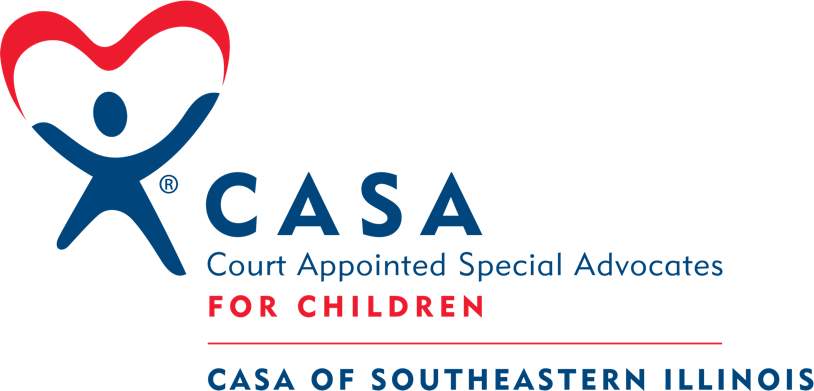 ® CASA
Court Appointed Special Advocates
FOR CHILDREN
CASA OF SOUTHEASTERN ILLINOIS